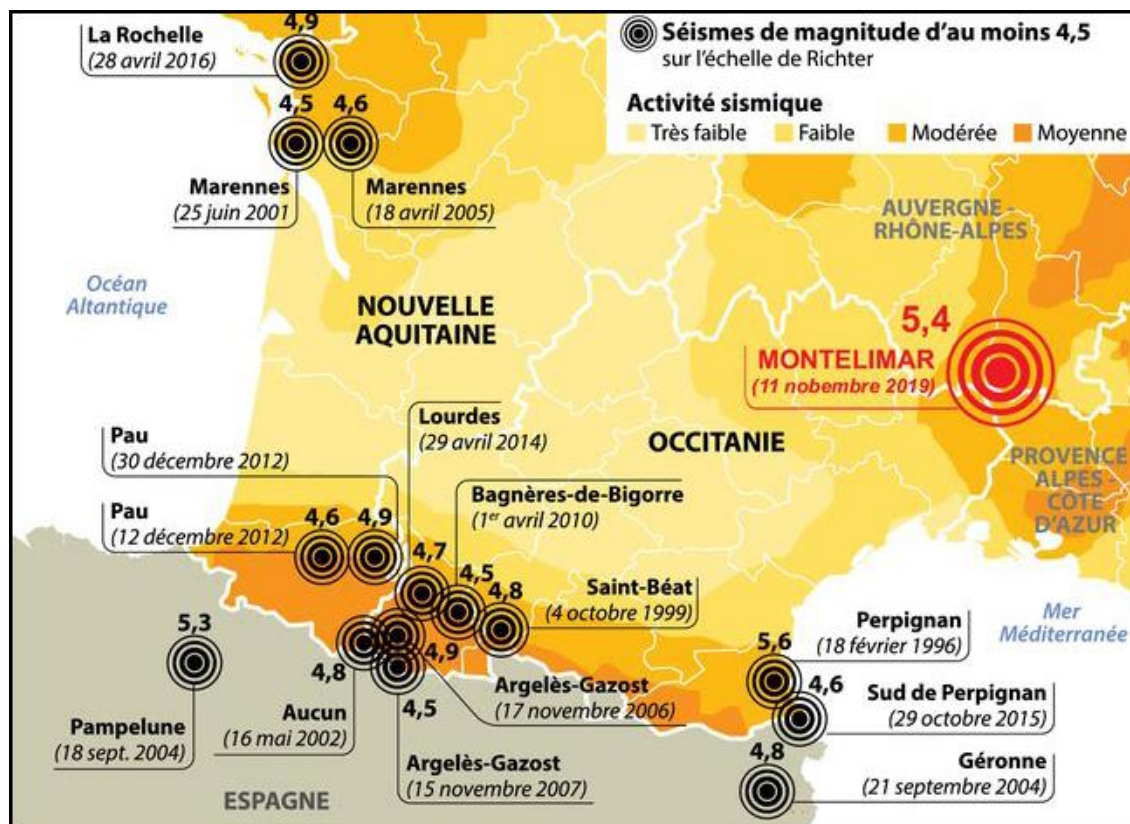 4,9
La Rochelle
(28 avril 2016)
4,5
4,6
Marennes
(25 juin 2001
Marennes
(18 avril 2005)
Séismes de magnitude d'au moins 4,5
sur l'échelle de Richter
Activité sismique
Très faible
Faible
Modérée
Moyenne
AUVERGNE -
RHÔNE-ALPES
Océan
Altantique
NOUVELLE
AQUITAINE
5,4
MONTELIMAR
(11 nobembre 2019)
Lourdes
(29 avril 2014)
OCCITANIE
Pau
(30 décembre 2012)
PROVENCE
ALPES -
CÔTE
D'AZUR
Bagnères-de-Bigorre
(1er avril 2010)
Pau
(12 décembre 2012)
4,6
4,9
4,7
4,5
4,8
Saint-Béat
(4 octobre 1999)
Mer
Méditerranée
5,3
4,8
4,9
4,5
5,6
Perpignan
(18 février 1996)
4,6
Sud de Perpignan
(29 octobre 2015)
Argelès-Gazost
(17 novembre 2006)
Pampelune
(18 sept. 2004)
Aucun
(16 mai 2002)
4,8
Géronne
(21 septembre 2004)
Argelès-Gazost
(15 novembre 2007)
ESPAGNE